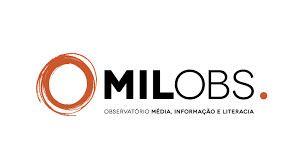 MILOBS.
OBSERVATÓRIO MÉDIA, INFORMAÇÃO E LITERACIA